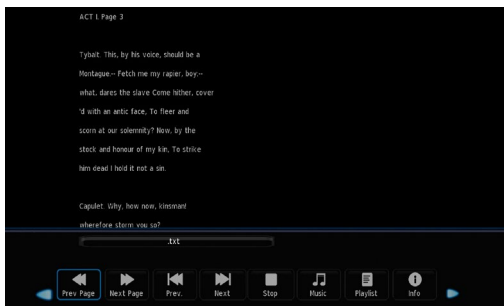 ACT I. Page 3
Tybalt. This, by his voice, should be a
Montague.-- Fetch me my rapier, boy:--
what, dares the slave Come hither, cover
'd with an antic face, To fleer and
scorn at our solemnity? Now, by the
stock and honour of my kin, To strike
him dead I hold it not a sin.
Capulet. Why, how now, kinsman!
wherefore storm you so?
.txt
Prev Page Next Page Prev. Next Stop Music Playlist Info